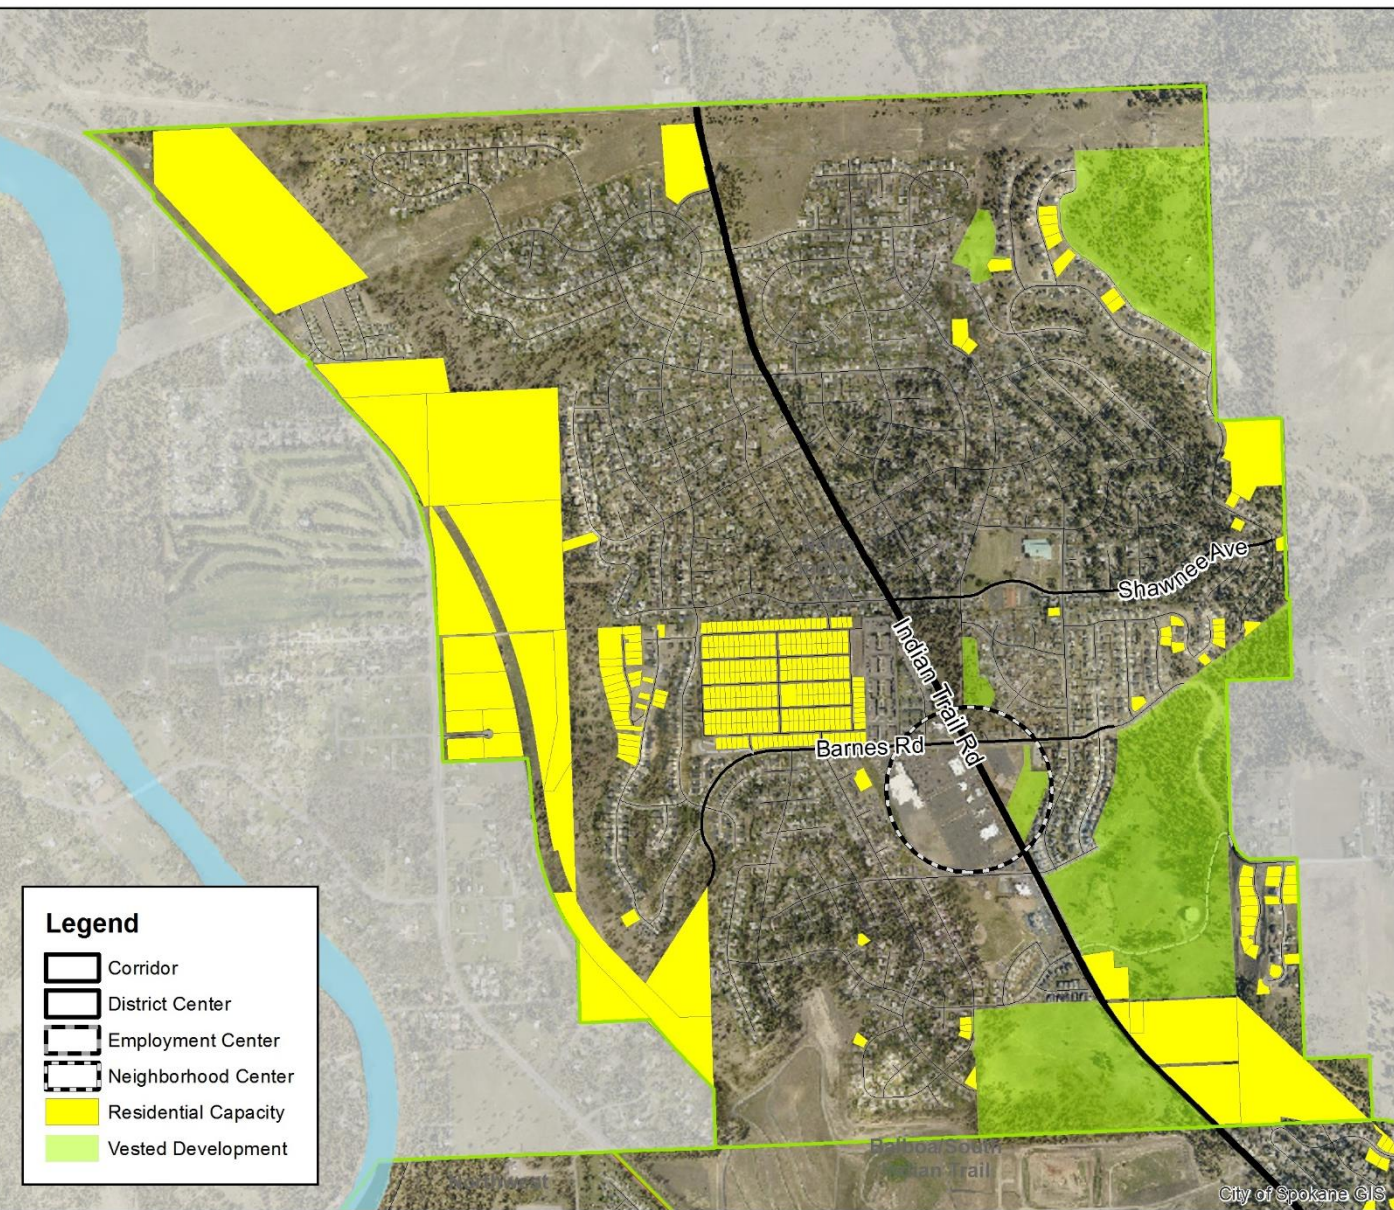 Shawnee Ave
Indian Trail Rd
Barnes Rd
Legend
Corridor
District Center
Employment Center
Neighborhood Center
Residential Capacity
Vested Development
Balboa/South
Indian Trail
Northwest
City of Spokane GIS